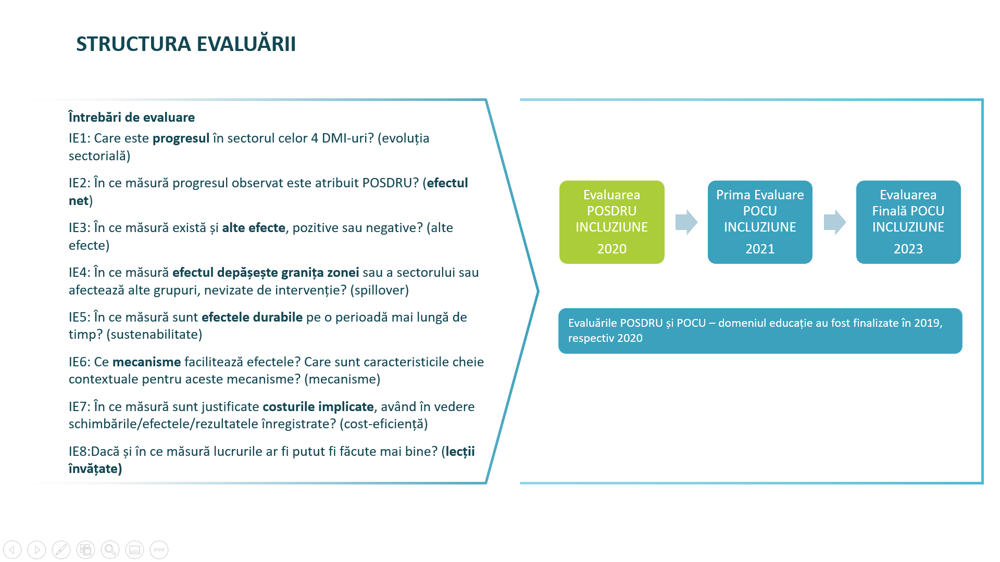 STRUCTURA EVALUĂRII
Întrebări de evaluare
IE1: Care este progresul în sectorul celor 4 DMI-uri? (evoluția
sectorială)
IE2: În ce măsură progresul observat este atribuit POSDRU? (efectul
net)
IE3: În ce măsură există și alte efecte, pozitive sau negative? (alte
efecte)
IE4: În ce măsură efectul depășește granița zonei sau a sectorului sau
afectează alte grupuri, nevizate de intervenție? (spillover)
IE5: În ce măsură sunt efectele durabile pe o perioadă mai lungă de
timp? (sustenabilitate)
IE6: Ce mecanisme facilitează efectele? Care sunt caracteristicile cheie
contextuale pentru aceste mecanisme? (mecanisme)
IE7: În ce măsură sunt justificate costurile implicate, având în vedere
schimbările/efectele/rezultatele înregistrate? (cost-eficiență)
IE8:Dacă și în ce măsură lucrurile ar fi putut fi făcute mai bine? (lecții
învățate)
Evaluarea
POSDRU
INCLUZIUNE
2020
Prima Evaluare
POCU
INCLUZIUNE
2021
Evaluarea
Finală POCU
INCLUZIUNE
2023
Evaluările POSDRU și POCU – domeniul educație au fost finalizate în 2019,
respectiv 2020